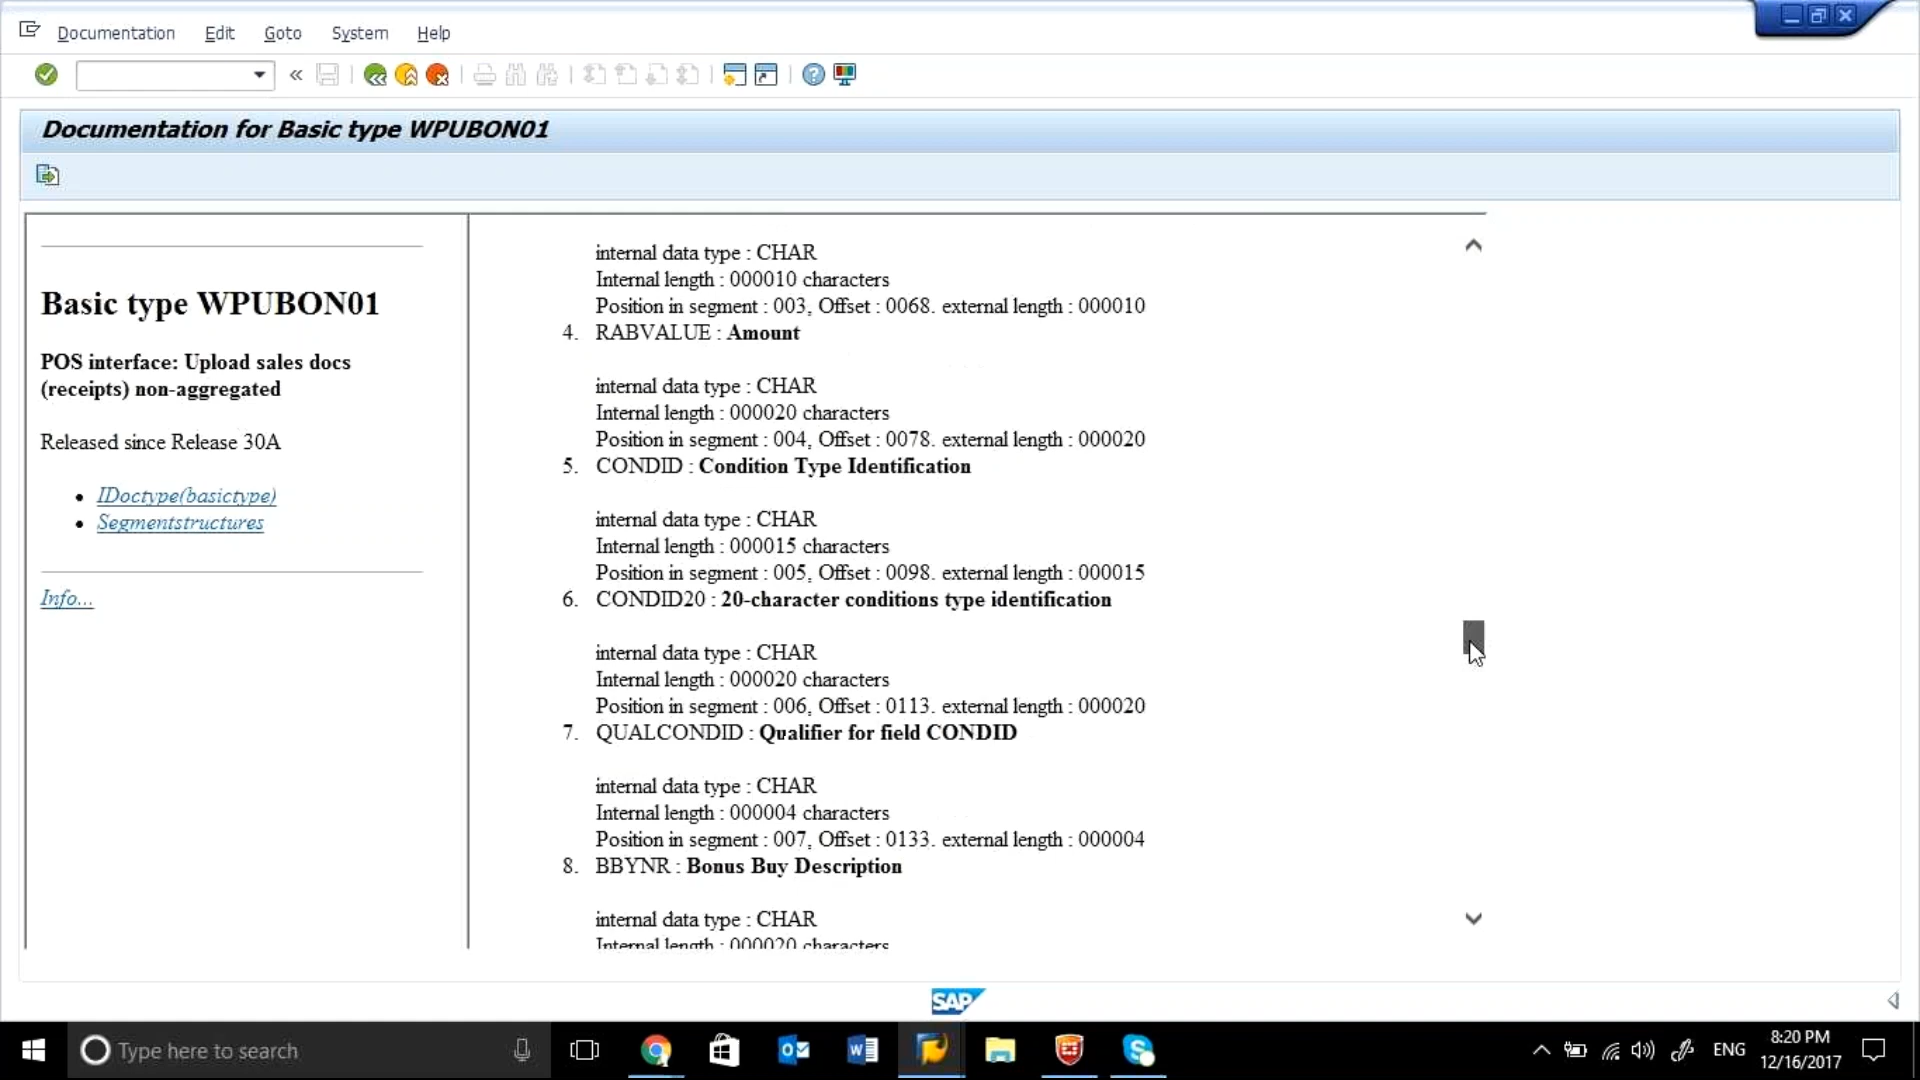 Documentation Edit Goto System Help
Documentation for Basic type WPUBON01
Basic type WPUBON01
POS interface: Upload sales docs
(receipts) non-aggregated
Released since Release 30A
IDoctype(basictype)
Segmentstructures
Info...
internal data type : CHAR
Internal length : 000010 characters
Position in segment : 003, Offset : 0068. external length : 000010
4. RABVALUE : Amount
internal data type : CHAR
Internal length : 000020 characters
Position in segment : 004, Offset : 0078. external length : 000020
5. CONDID : Condition Type Identification
internal data type : CHAR
Internal length : 000015 characters
Position in segment : 005, Offset : 0098. external length : 000015
6. CONDID20 : 20-character conditions type identification
internal data type : CHAR
Internal length : 000020 characters
Position in segment : 006, Offset : 0113. external length : 000020
7. QUALCONDID : Qualifier for field CONDID
internal data type : CHAR
Internal length : 000004 characters
Position in segment : 007, Offset : 0133. external length : 000004
8. BBYNR : Bonus Buy Description
internal data type : CHAR
Internal length : 000020 characters
SAP
Type here to search
ENG
8:20 PM
12/16/2017